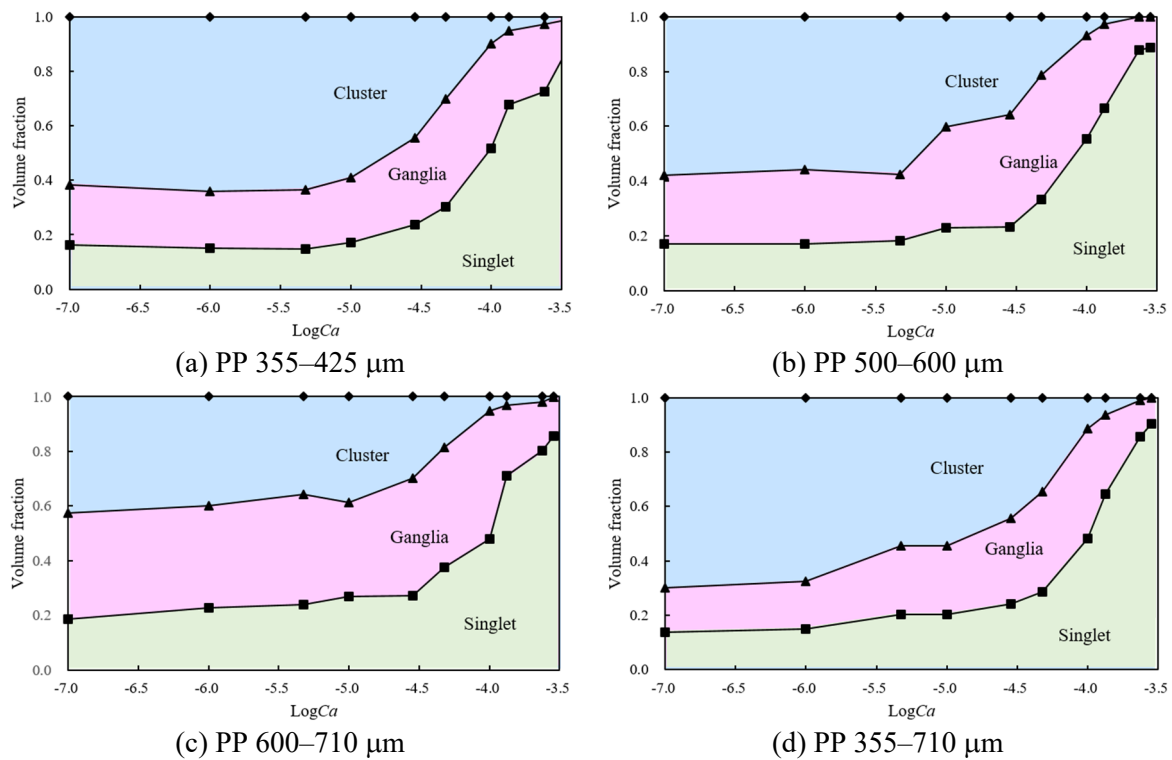 1.0
0.8
0.6
0.4
0.2
0.0
Volume fraction
Cluster
Ganglia
Singlet
-7.0 -6.5 -6.0 -5.5 -5.0 -4.5 -4.0 -3.5
LogCa
(a) PP 355–425 μm
1.0
0.8
0.6
0.4
0.2
0.0
Volume fraction
Cluster
Ganglia
Singlet
-7.0 -6.5 -6.0 -5.5 -5.0 -4.5 -4.0 -3.5
LogCa
(b) PP 500–600 μm
1.0
0.8
0.6
0.4
0.2
0.0
Volume fraction
Cluster
Ganglia
Singlet
-7.0 -6.5 -6.0 -5.5 -5.0 -4.5 -4.0 -3.5
LogCa
(c) PP 600–710 μm
1.0
0.8
0.6
0.4
0.2
0.0
Volume fraction
Cluster
Ganglia
Singlet
-7.0 -6.5 -6.0 -5.5 -5.0 -4.5 -4.0 -3.5
LogCa
(d) PP 355–710 μm